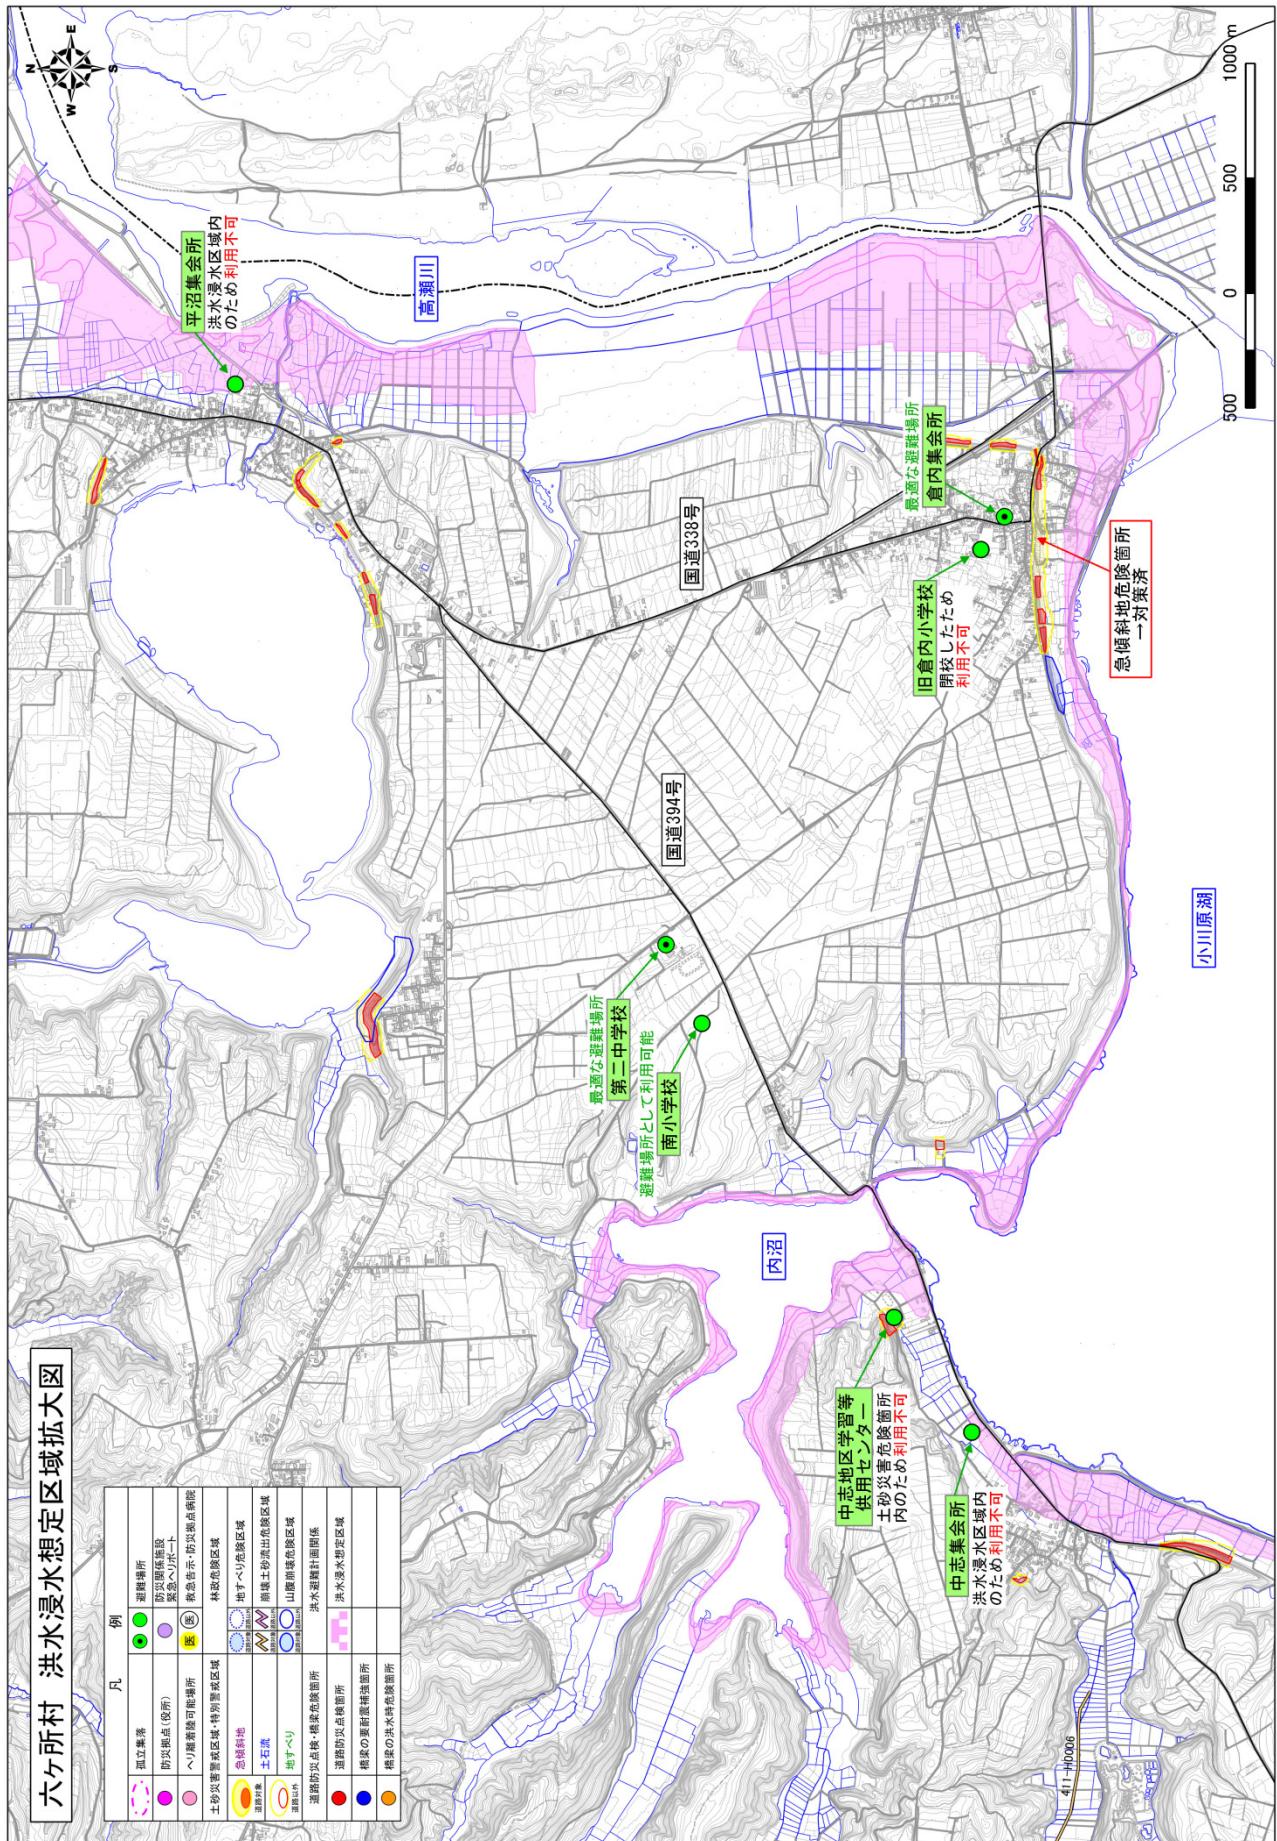 六ヶ所村 洪水浸水想定区域拡大図
凡 例
孤立集落
避難場所
防災拠点(役所)
防災関係施設
緊急ヘリポート
ヘリ離着陸可能場所
医 医
救急告示・防災拠点病院
土砂災害警戒区域・特別警戒区域
林政危険区域
急傾斜地
土石流
地すべり
道路対象
道路以外
地すべり危険区域
崩壊土砂流出危険区域
山腹崩壊危険区域
道路防災点検・橋梁危険箇所
洪水避難計画関係
道路防災点検箇所
洪水浸水想定区域
橋梁の要耐震補強箇所
橋梁の洪水時危険箇所
N
E
S
W
平沼集会所
洪水浸水区域内
のため利用不可
高瀬川
国道338号
最適な避難場所
倉内集会所
旧倉内小学校
閉校したため
利用不可
急傾斜地危険箇所
→対策済
国道394号
最適な避難場所
第二中学校
避難場所として利用可能
南小学校
小川原湖
内沼
中志地区学習等
供用センター
土砂災害危険箇所
内のため利用不可
中志集会所
洪水浸水区域内
のため利用不可
411-H0006
500 0 500 1000 m